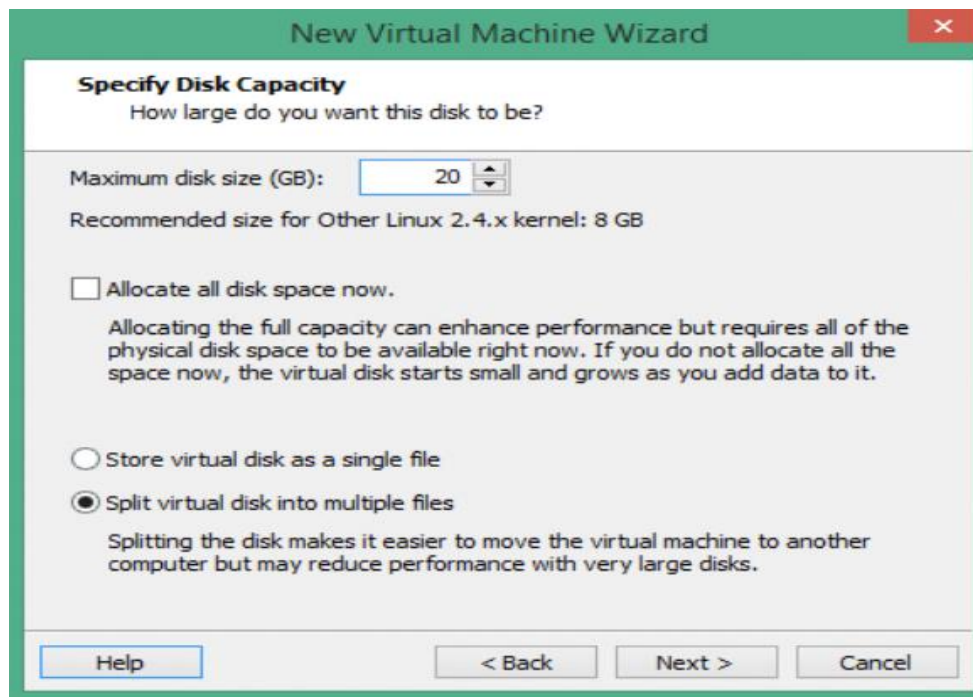 New Virtual Machine Wizard
Specify Disk Capacity
How large do you want this disk to be?
Maximum disk size (GB): 20
Recommended size for Other Linux 2.4.x kernel: 8 GB
Allocate all disk space now.
Allocating the full capacity can enhance performance but requires all of the
physical disk space to be available right now. If you do not allocate all the
space now, the virtual disk starts small and grows as you add data to it.
Store virtual disk as a single file
Split virtual disk into multiple files
Splitting the disk makes it easier to move the virtual machine to another
computer but may reduce performance with very large disks.
Help < Back Next > Cancel